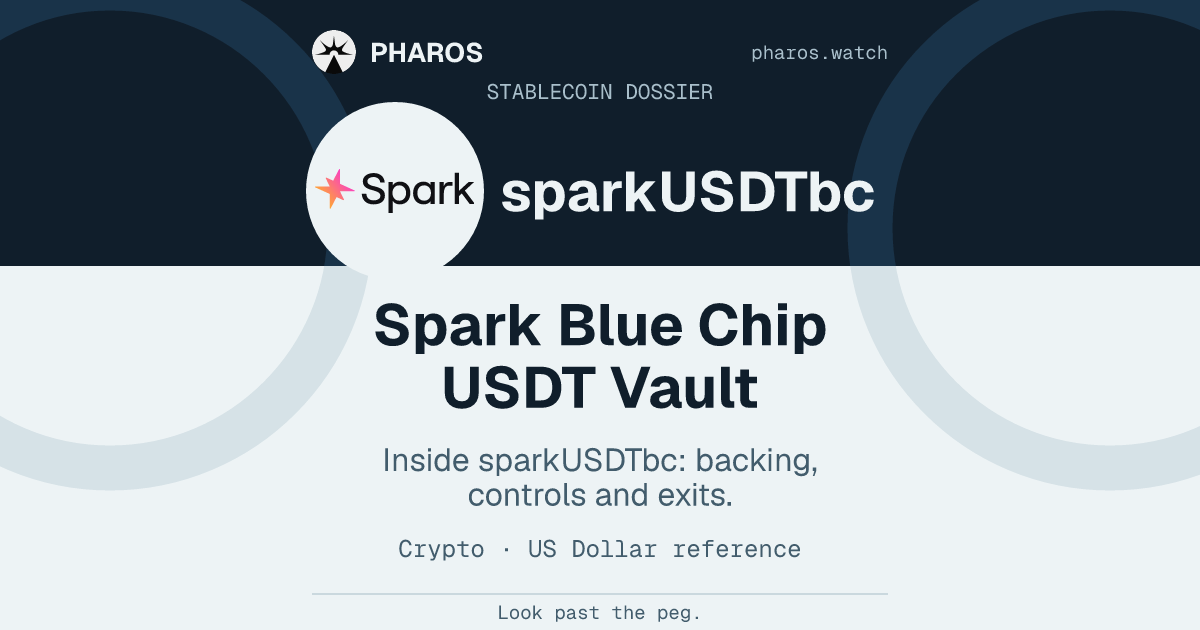 PHAROS
pharos.watch
STABLECOIN DOSSIER
Spark
sparkUSDTbc
Spark Blue Chip
USDT Vault
Inside sparkUSDTbc: backing,
controls and exits.
Crypto · US Dollar reference
Look past the peg.